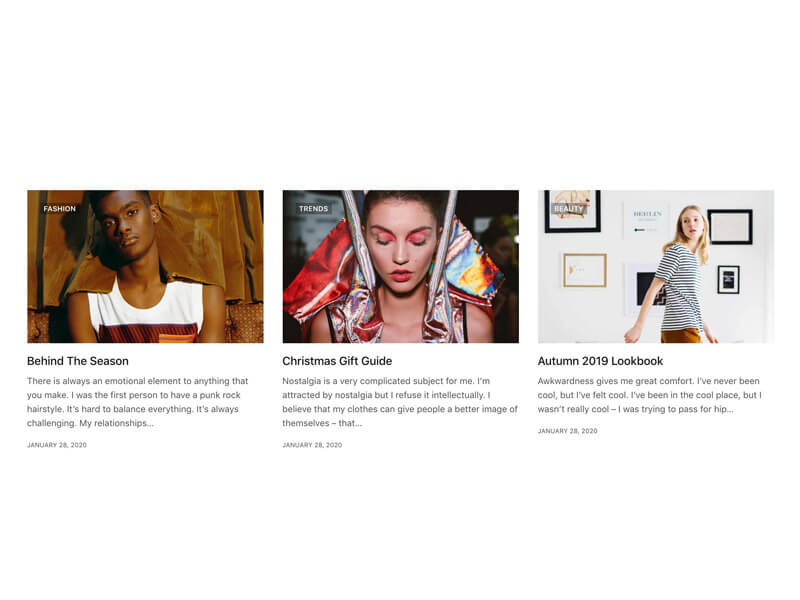 FASHION
Behind The Season
There is always an emotional element to anything that
you make. I was the first person to have a punk rock
hairstyle. It's hard to balance everything. It's always
challenging. My relationships...
JANUARY 28, 2020
TRENDS
Christmas Gift Guide
Nostalgia is a very complicated subject for me. I'm
attracted by nostalgia but I refuse it intellectually. I
believe that my clothes can give people a better image of
themselves – that...
JANUARY 28, 2020
BEAUTY
BERLIN
Autumn 2019 Lookbook
Awkwardness gives me great comfort. I've never been
cool, but I've felt cool. I've been in the cool place, but I
wasn't really cool – I was trying to pass for hip...
JANUARY 28, 2020